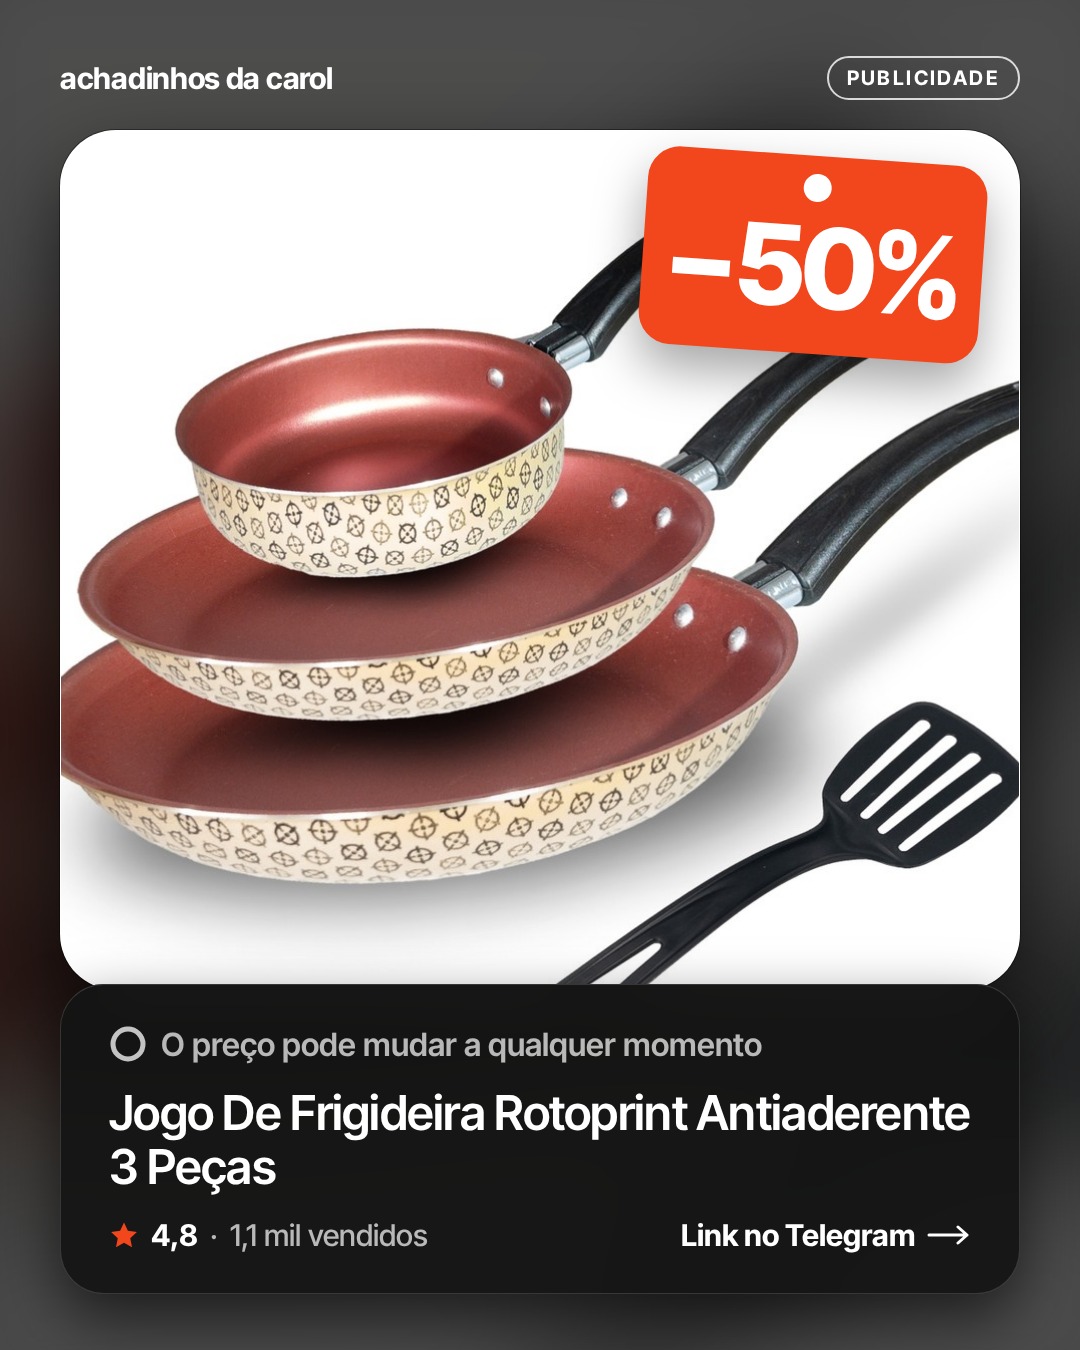 achadinhos da carol
PUBLICIDADE
–50%
O preço pode mudar a qualquer momento
Jogo De Frigideira Rotoprint Antiaderente
3 Peças
4,8 · 1,1 mil vendidos
Link no Telegram →